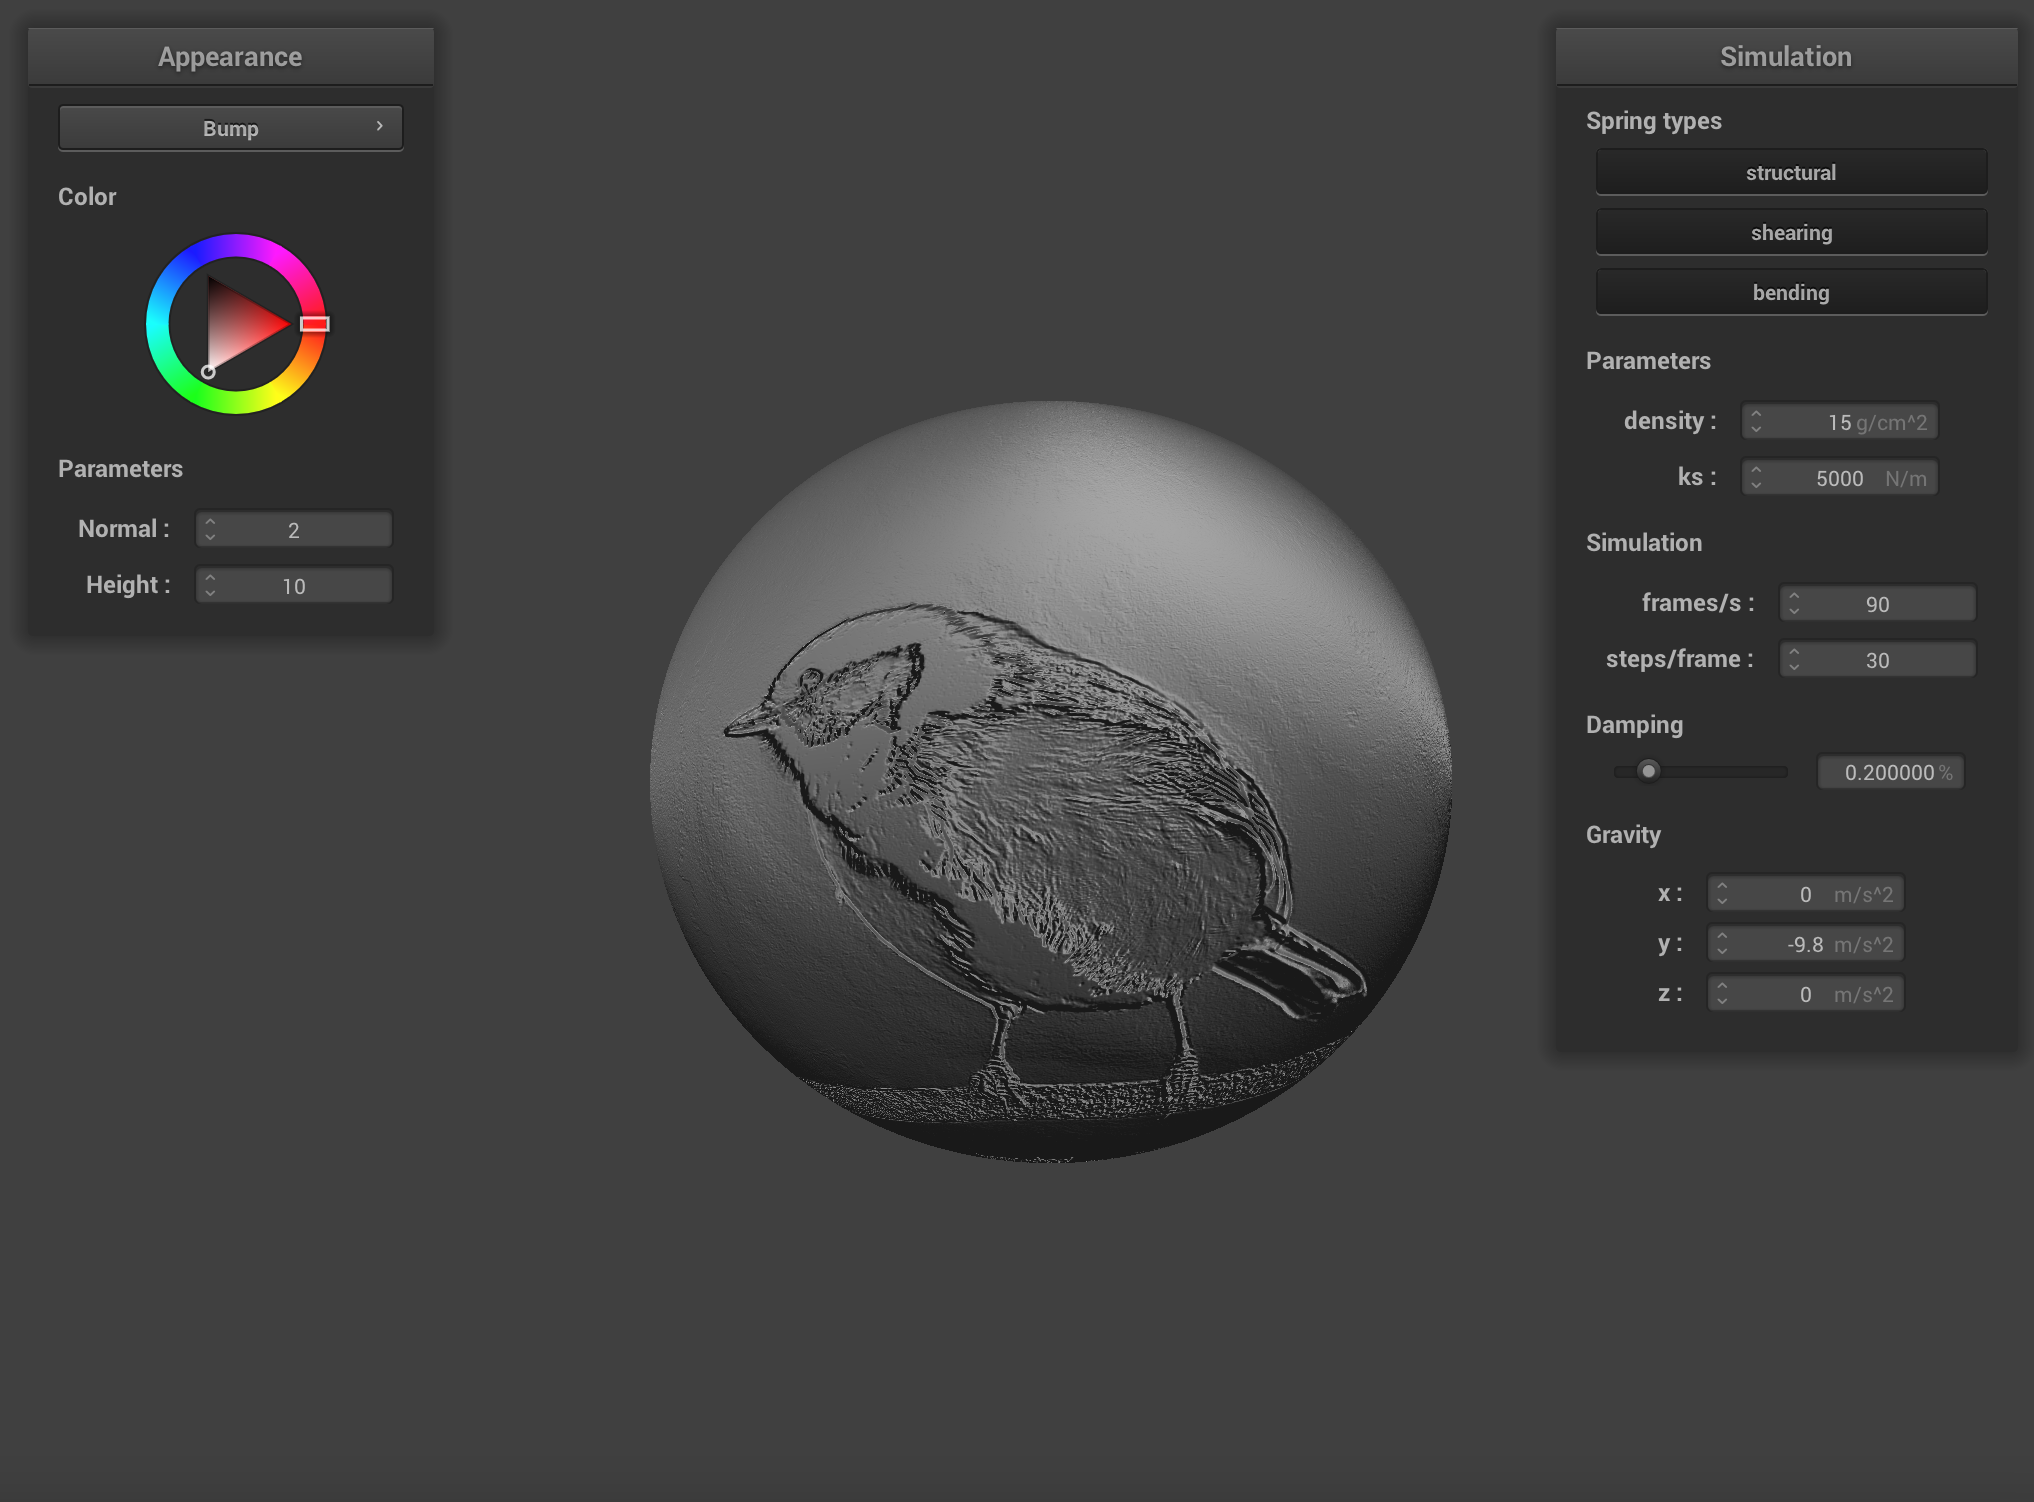 Appearance
Bump
Color
Parameters
Normal : 2
Height : 10
Simulation
Spring types
structural
shearing
bending
Parameters
density : 15 g/cm^2
ks : 5000 N/m
Simulation
frames/s : 90
steps/frame : 30
Damping
0.200000 %
Gravity
x : 0 m/s^2
y : -9.8 m/s^2
z : 0 m/s^2